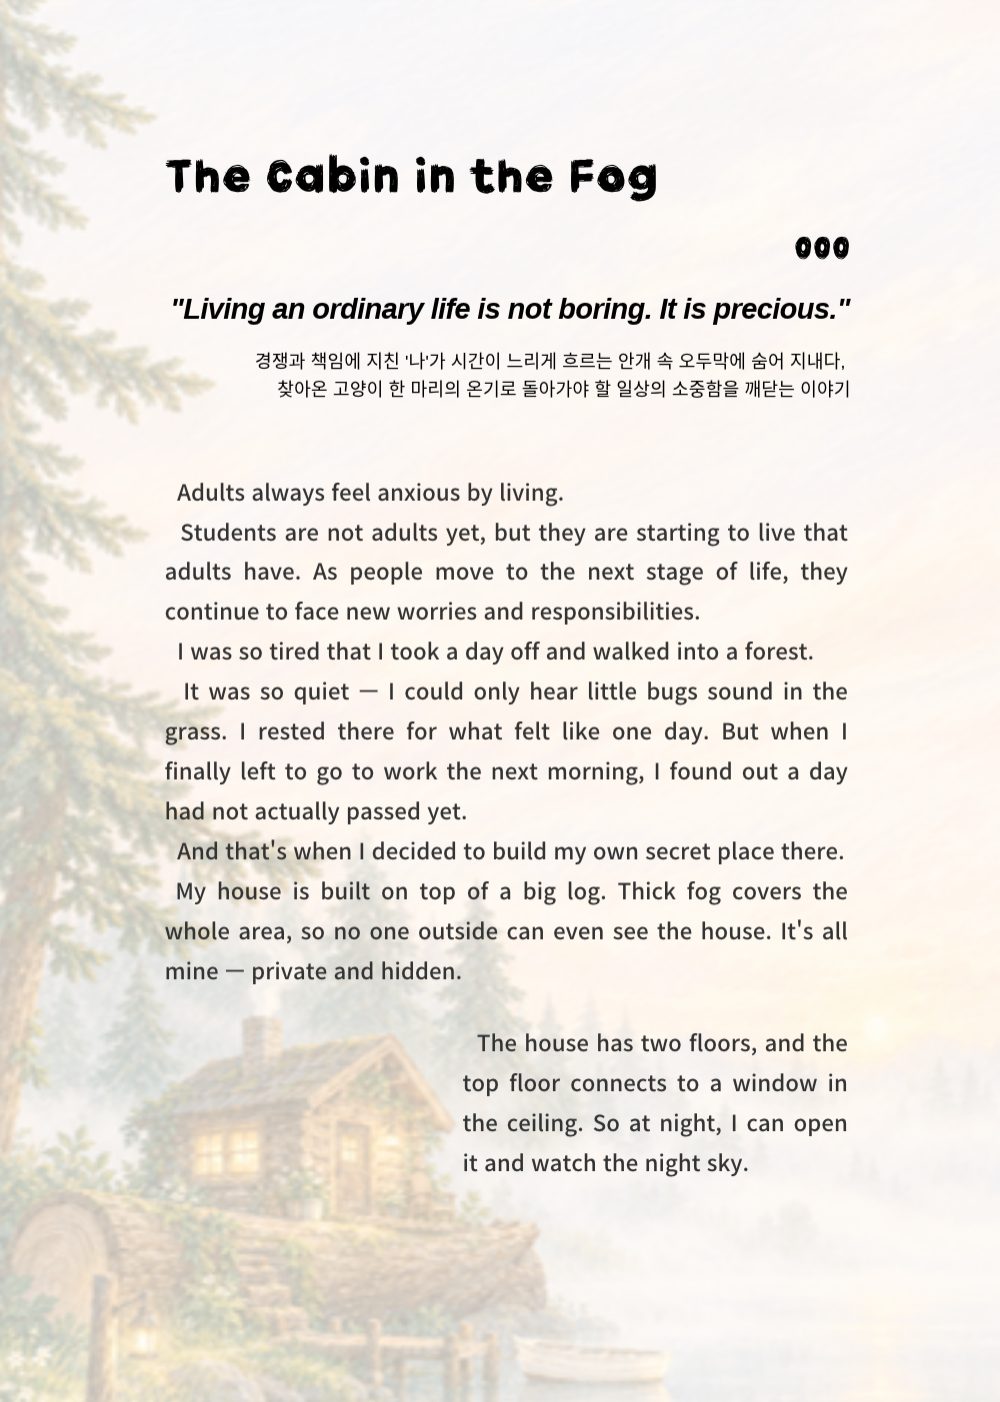 The Cabin in the Fog
ooo
"Living an ordinary life is not boring. It is precious."
경쟁과 책임에 지친 '나'가 시간이 느리게 흐르는 안개 속 오두막에 숨어 지내다,
찾아온 고양이 한 마리의 온기로 돌아가야 할 일상의 소중함을 깨닫는 이야기
Adults always feel anxious by living.
Students are not adults yet, but they are starting to live that
adults have. As people move to the next stage of life, they
continue to face new worries and responsibilities.
I was so tired that I took a day off and walked into a forest.
It was so quiet — I could only hear little bugs sound in the
grass. I rested there for what felt like one day. But when I
finally left to go to work the next morning, I found out a day
had not actually passed yet.
And that's when I decided to build my own secret place there.
My house is built on top of a big log. Thick fog covers the
whole area, so no one outside can even see the house. It's all
mine — private and hidden.
The house has two floors, and the
top floor connects to a window in
the ceiling. So at night, I can open
it and watch the night sky.